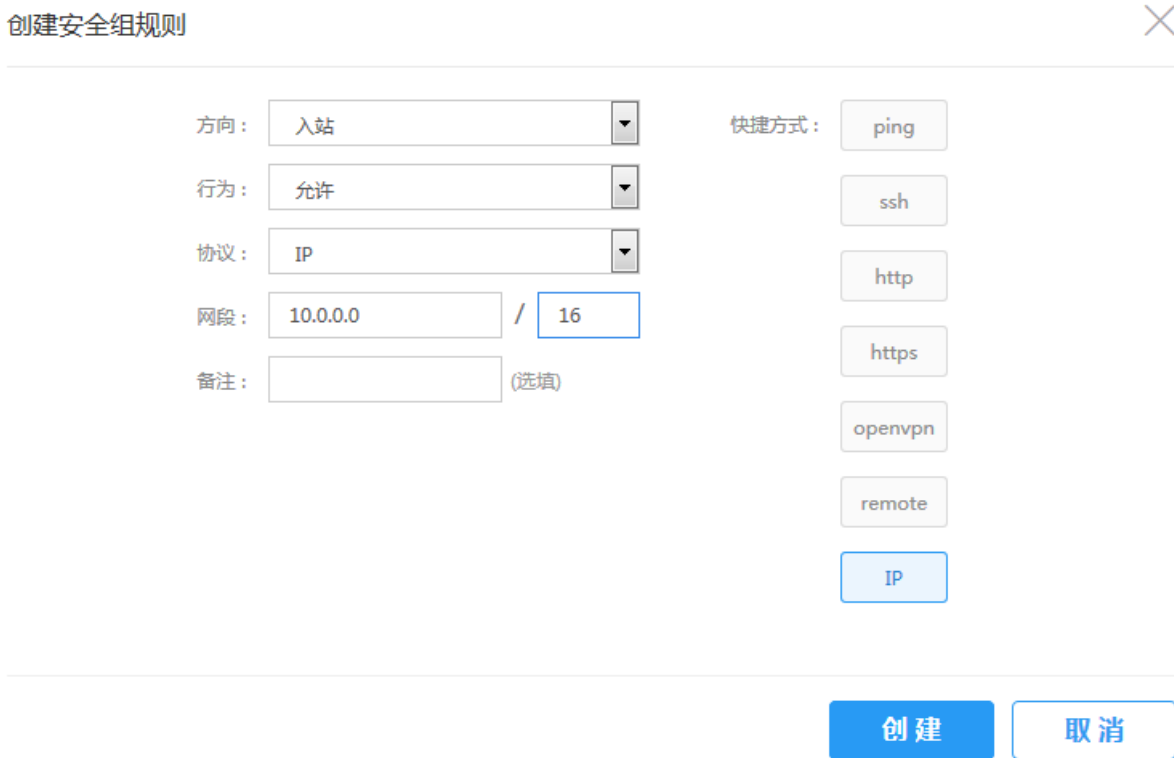 创建安全组规则
方向： 入站
行为： 允许
协议： IP
网段： 10.0.0.0 / 16
备注： (选填)
快捷方式： ping
ssh
http
https
openvpn
remote
IP
创建 取消